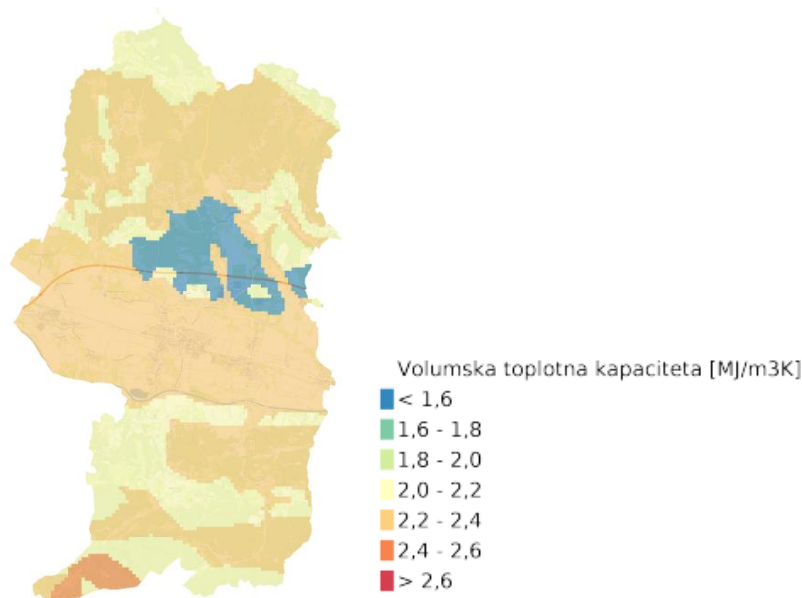 Volumska toplotna kapaciteta [MJ/m3K]
< 1,6
1,6 - 1,8
1,8 - 2,0
2,0 - 2,2
2,2 - 2,4
2,4 - 2,6
> 2,6